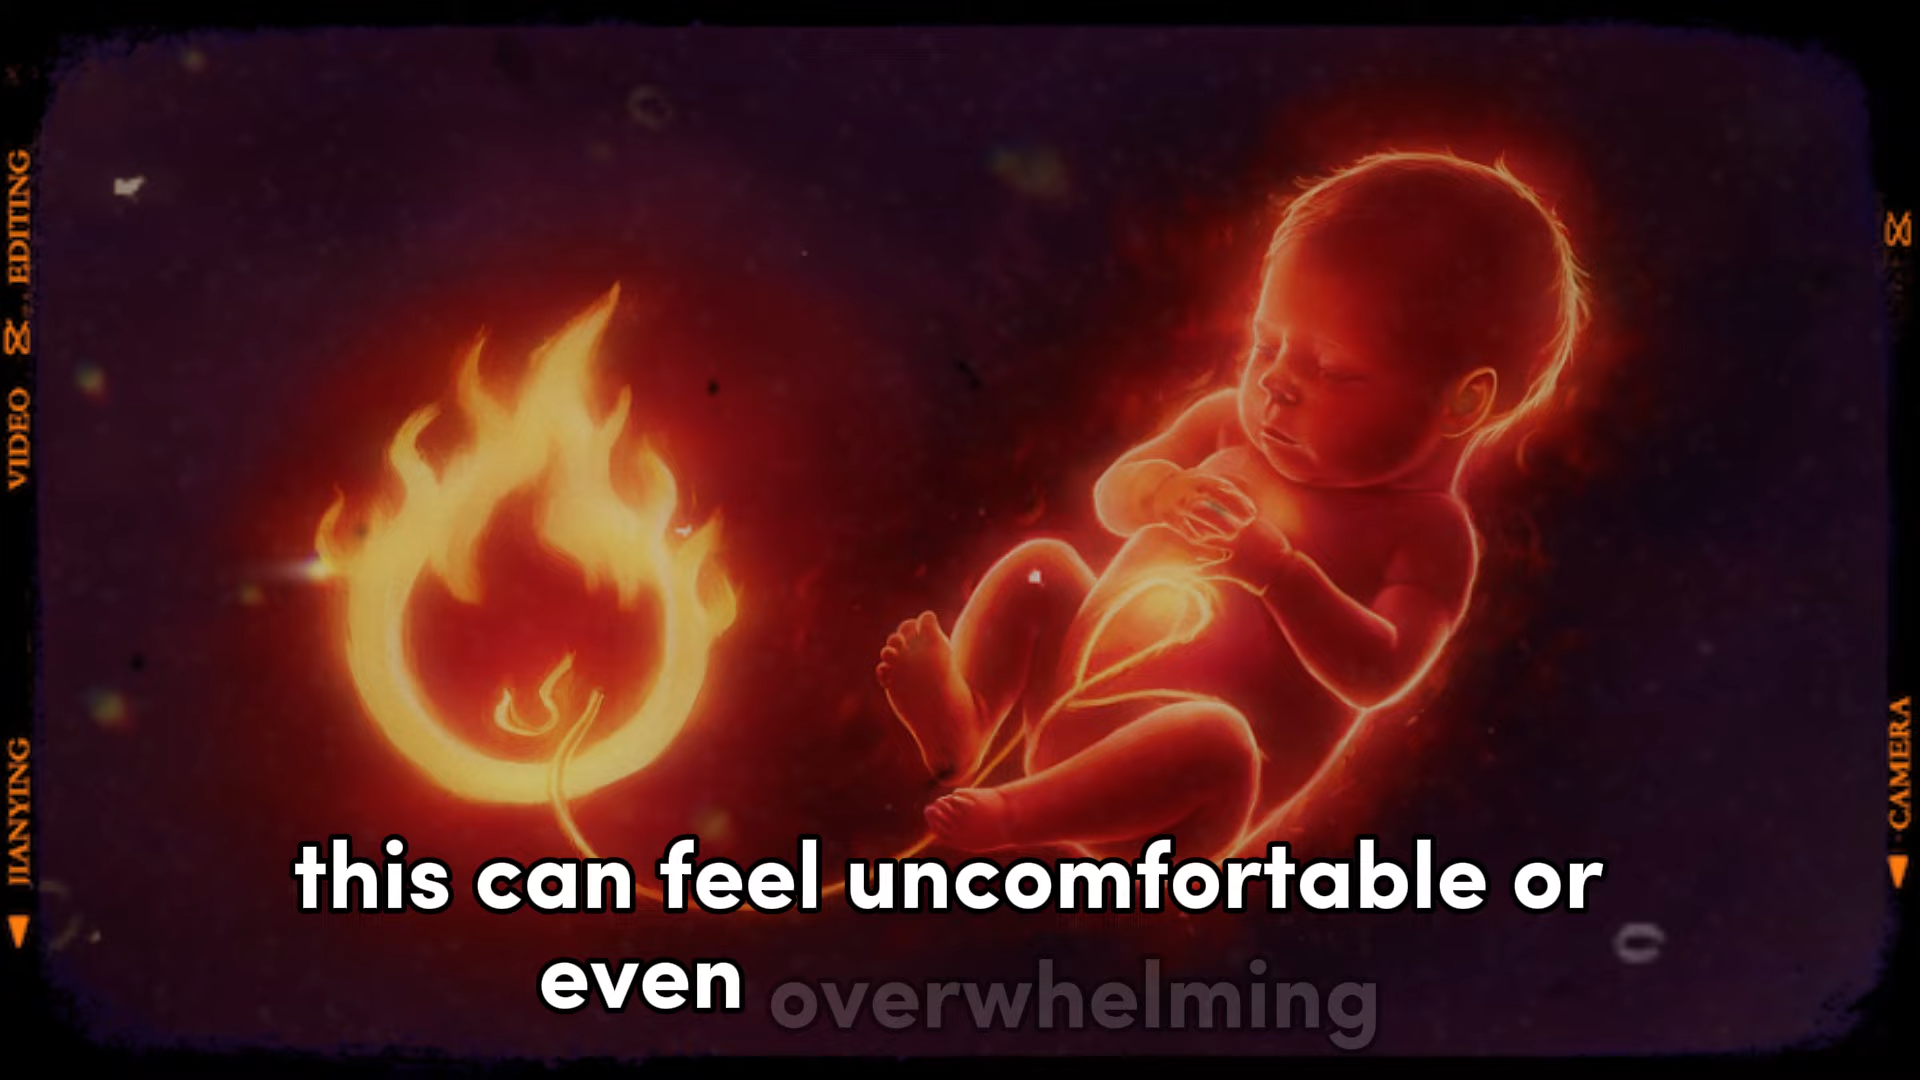 VIDEO EDITING
JIANYING
CAMERA
this can feel uncomfortable or
even overwhelming